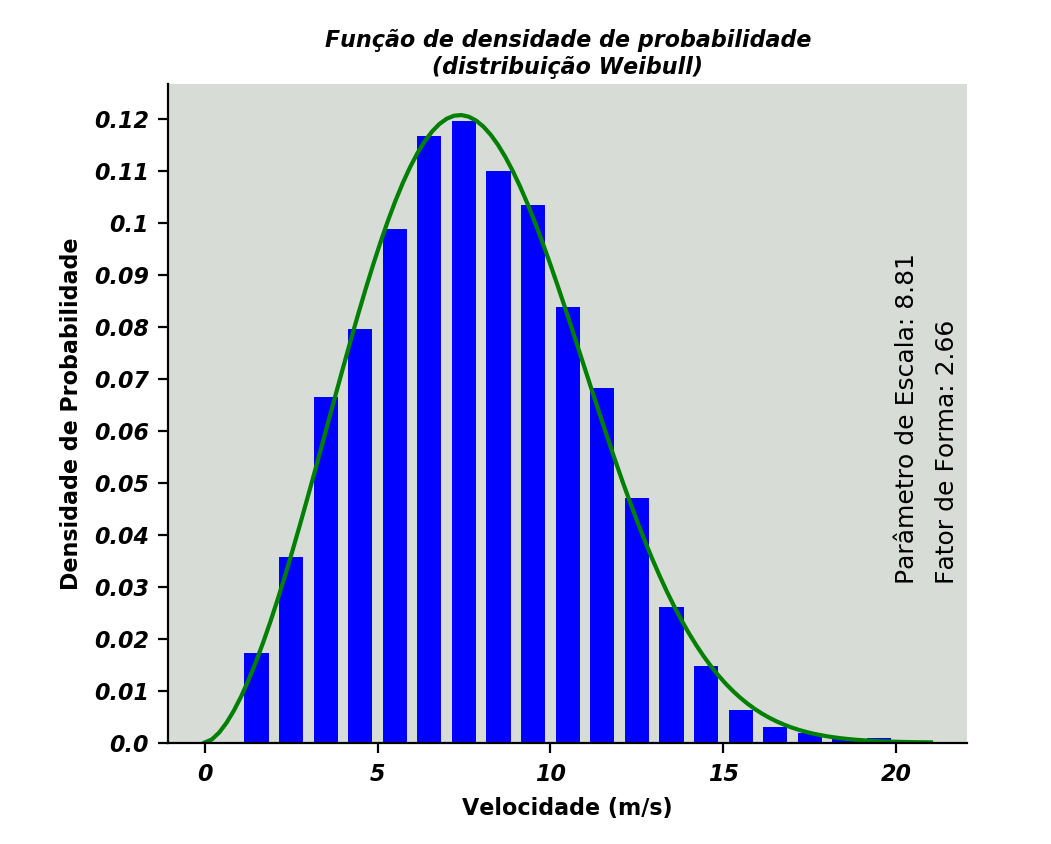 Função de densidade de probabilidade
(distribuição Weibull)
Densidade de Probabilidade
0.12
0.11
0.1
0.09
0.08
0.07
0.06
0.05
0.04
0.03
0.02
0.01
0.0
Parâmetro de Escala: 8.81
Fator de Forma: 2.66
0 5 10 15 20
Velocidade (m/s)